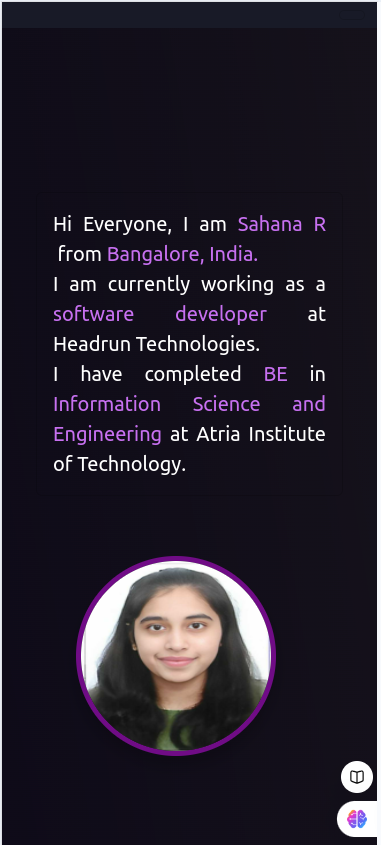 Hi Everyone, I am Sahana R
from Bangalore, India.
I am currently working as a
software developer at
Headrun Technologies.
I have completed BE in
Information Science and
Engineering at Atria Institute
of Technology.